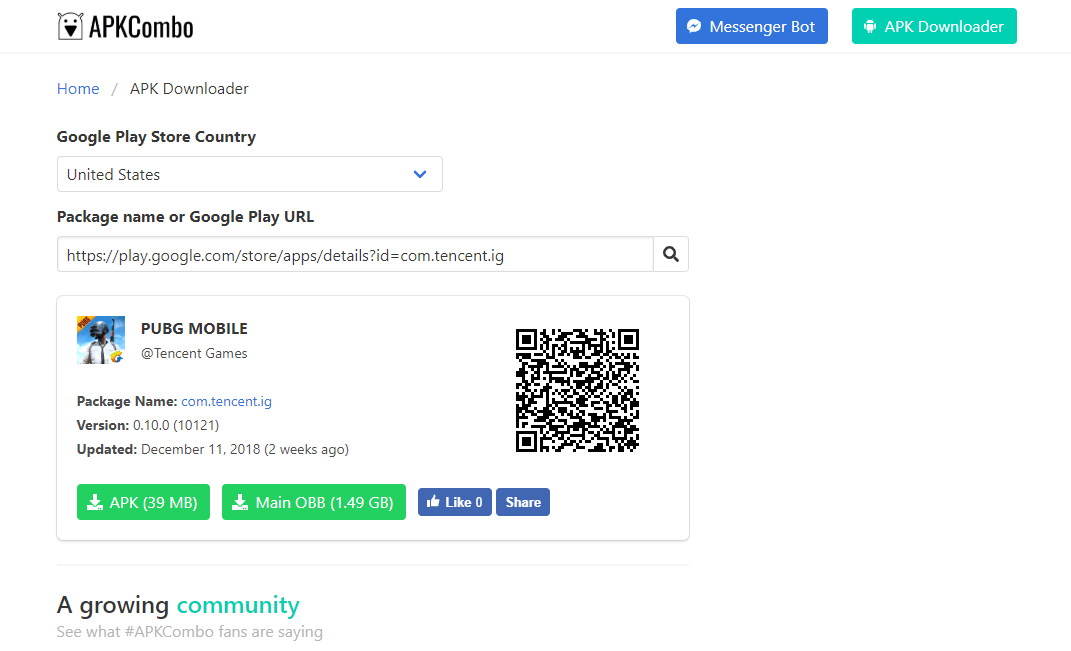 APKCombo
Messenger Bot
APK Downloader
Home / APK Downloader
Google Play Store Country
United States
Package name or Google Play URL
https://play.google.com/store/apps/details?id=com.tencent.ig
PUBG
PUBG MOBILE
@Tencent Games
Package Name: com.tencent.ig
Version: 0.10.0 (10121)
Updated: December 11, 2018 (2 weeks ago)
APK (39 MB)
Main OBB (1.49 GB)
Like 0
Share
A growing community
See what #APKCombo fans are saying